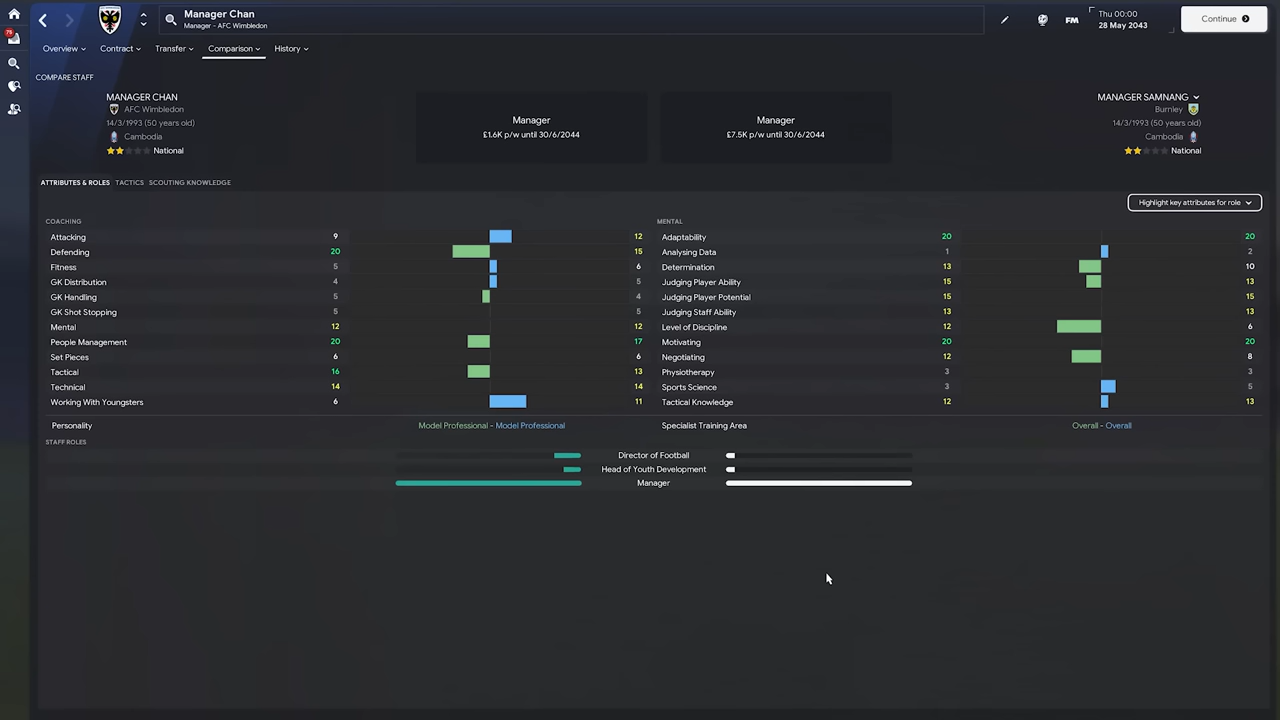 Manager Chan
Manager - AFC Wimbledon
FM
Thu 00:00
28 May 2043
Continue
75
Overview
Contract
Transfer
Comparison
History
COMPARE STAFF
MANAGER CHAN
AFC Wimbledon
14/3/1993 (50 years old)
Cambodia
National
Manager
£1.6K p/w until 30/6/2044
Manager
£7.5K p/w until 30/6/2044
MANAGER SAMNANG
Burnley
14/3/1993 (50 years old)
Cambodia
National
ATTRIBUTES & ROLES TACTICS SCOUTING KNOWLEDGE
Highlight key attributes for role
COACHING
Attacking 9 12
Defending 20 15
Fitness 5 6
GK Distribution 4 5
GK Handling 5 4
GK Shot Stopping 5 5
Mental 12 12
People Management 20 17
Set Pieces 6 6
Tactical 16 13
Technical 14 14
Working With Youngsters 6 11
Personality Model Professional - Model Professional
MENTAL
Adaptability 20 20
Analysing Data 1 2
Determination 13 10
Judging Player Ability 15 13
Judging Player Potential 15 15
Judging Staff Ability 13 13
Level of Discipline 12 6
Motivating 20 20
Negotiating 12 8
Physiotherapy 3 3
Sports Science 3 5
Tactical Knowledge 12 13
Specialist Training Area Overall - Overall
STAFF ROLES
Director of Football
Head of Youth Development
Manager